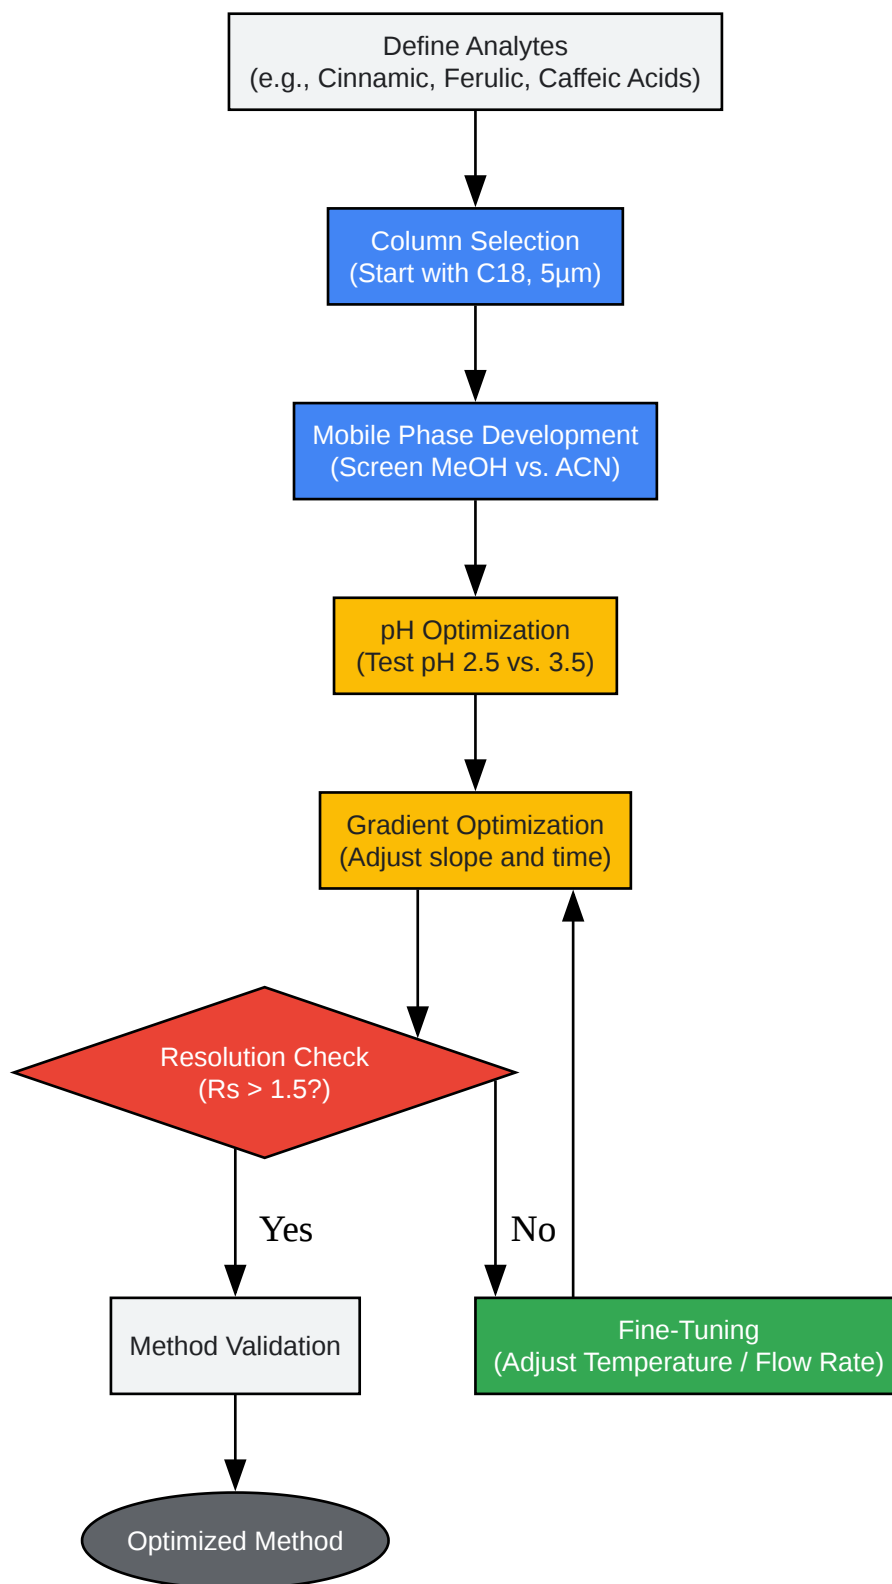 Define Analytes
(e.g., Cinnamic, Ferulic, Caffeic Acids)
Column Selection
(Start with C18, 5µm)
Mobile Phase Development
(Screen MeOH vs. ACN)
pH Optimization
(Test pH 2.5 vs. 3.5)
Gradient Optimization
(Adjust slope and time)
Resolution Check
(Rs > 1.5?)
Yes
No
Method Validation
Fine-Tuning
(Adjust Temperature / Flow Rate)
Optimized Method